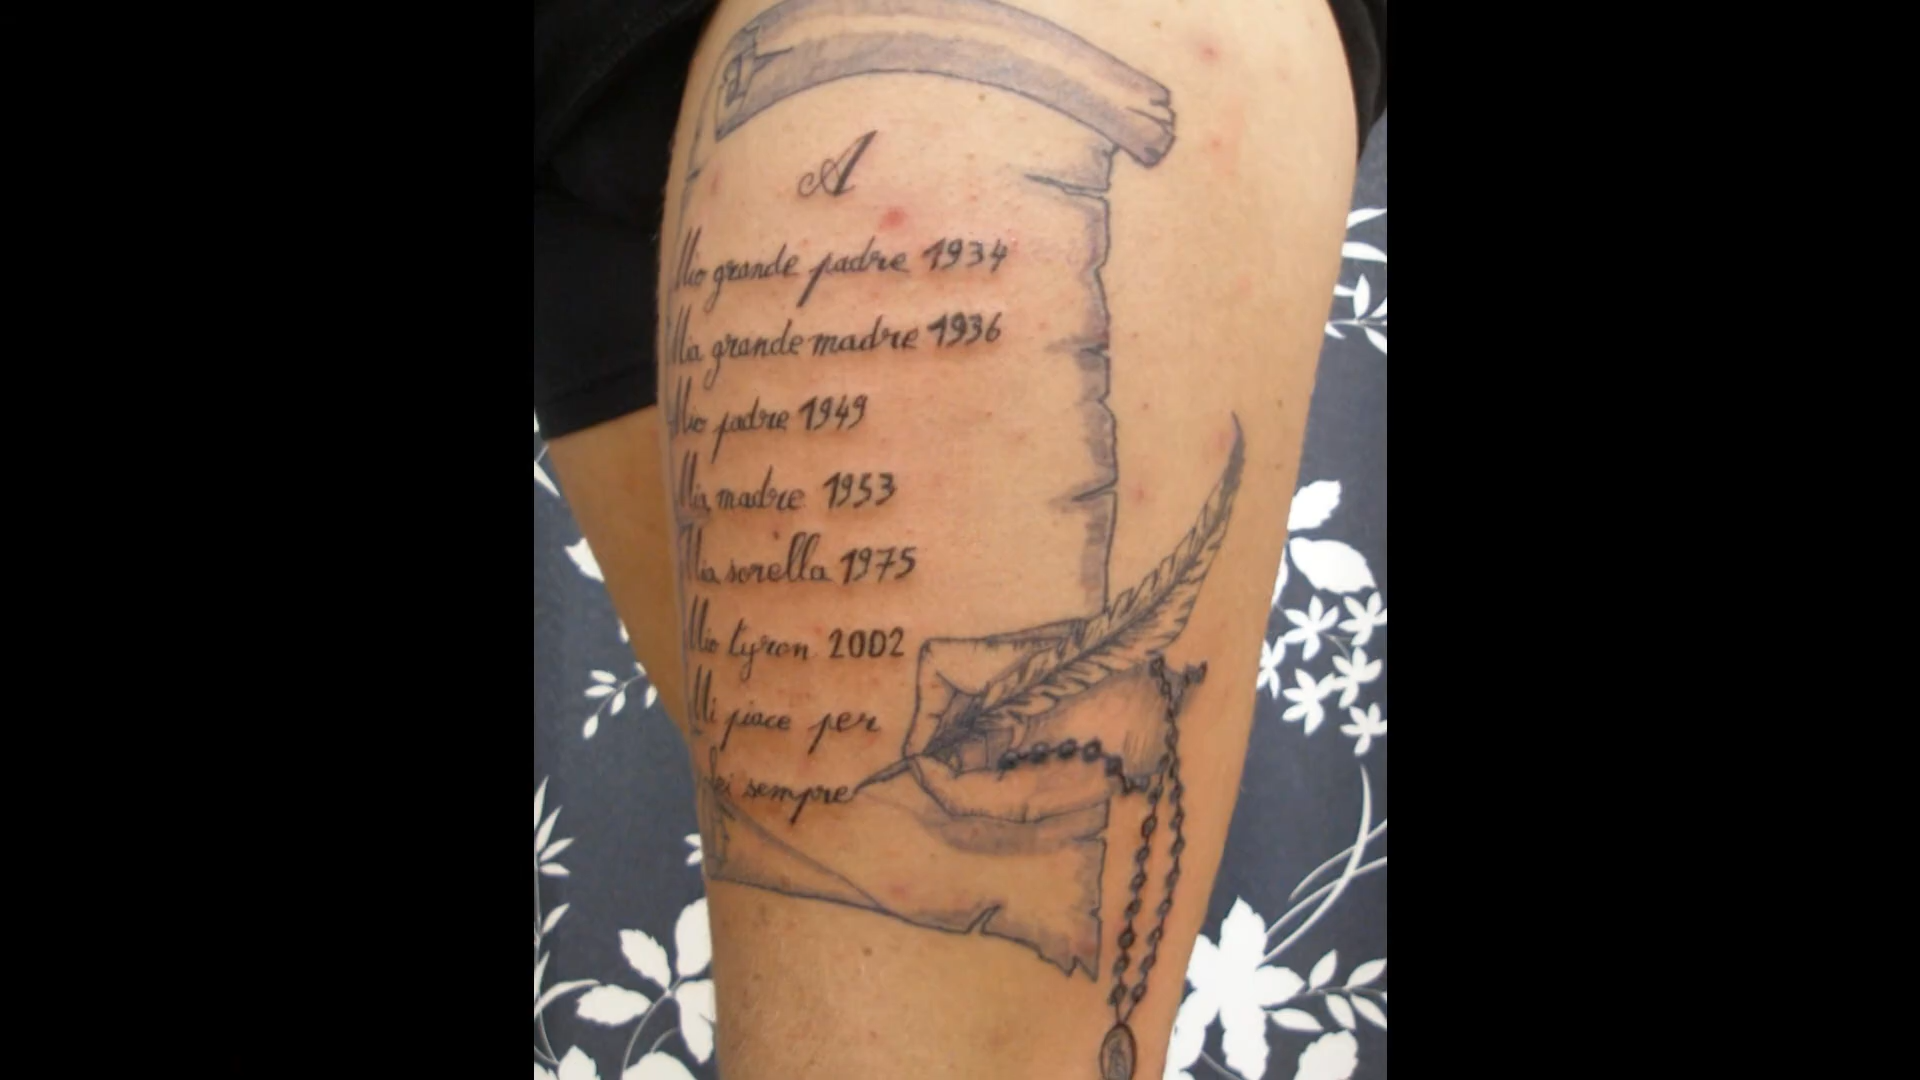 A
Mio grande padre 1934
Mia grande madre 1936
Mio padre 1949
Mia madre 1953
Mia sorella 1975
Mio tyron 2002
Mi piace per
Lei sempre